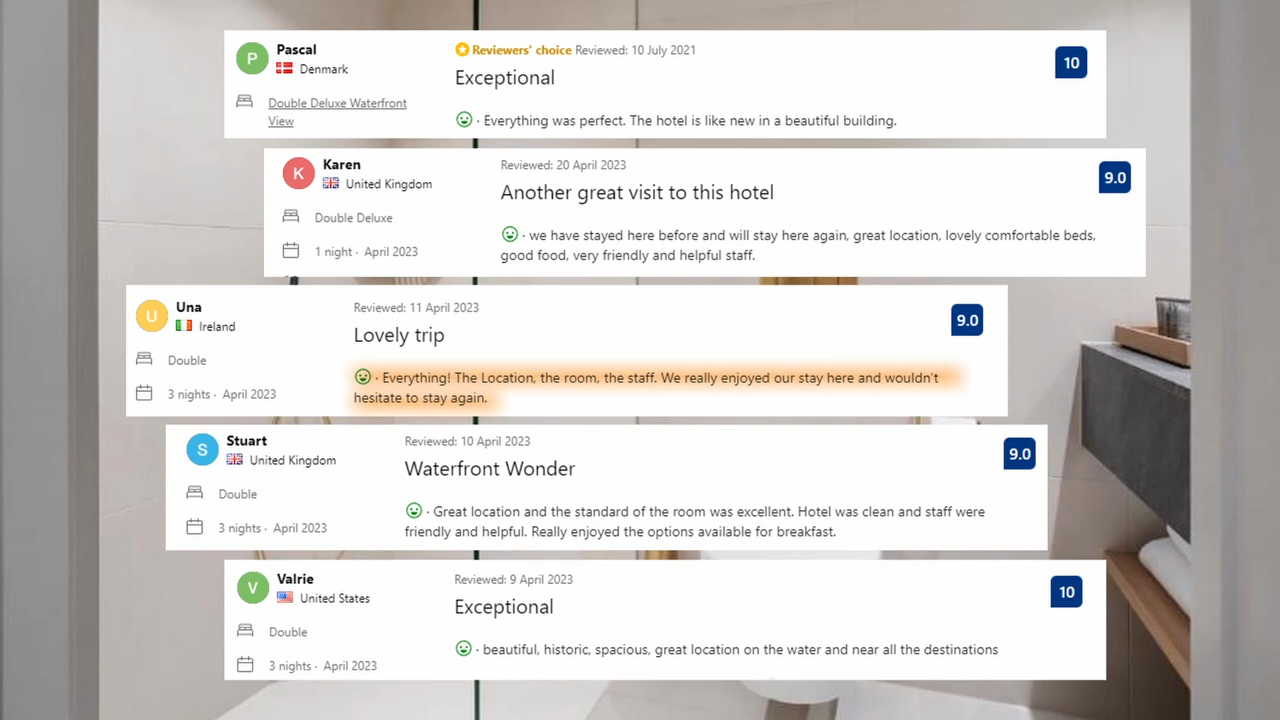 P
Pascal
Denmark
Double Deluxe Waterfront
View
Reviewers' choice Reviewed: 10 July 2021
Exceptional
· Everything was perfect. The hotel is like new in a beautiful building.
10
K
Karen
United Kingdom
Double Deluxe
1 night · April 2023
Reviewed: 20 April 2023
Another great visit to this hotel
· we have stayed here before and will stay here again, great location, lovely comfortable beds,
good food, very friendly and helpful staff.
9.0
U
Una
Ireland
Double
3 nights · April 2023
Reviewed: 11 April 2023
Lovely trip
· Everything! The Location, the room, the staff. We really enjoyed our stay here and wouldn't
hesitate to stay again.
9.0
S
Stuart
United Kingdom
Double
3 nights · April 2023
Reviewed: 10 April 2023
Waterfront Wonder
· Great location and the standard of the room was excellent. Hotel was clean and staff were
friendly and helpful. Really enjoyed the options available for breakfast.
9.0
V
Valrie
United States
Double
3 nights · April 2023
Reviewed: 9 April 2023
Exceptional
· beautiful, historic, spacious, great location on the water and near all the destinations
10